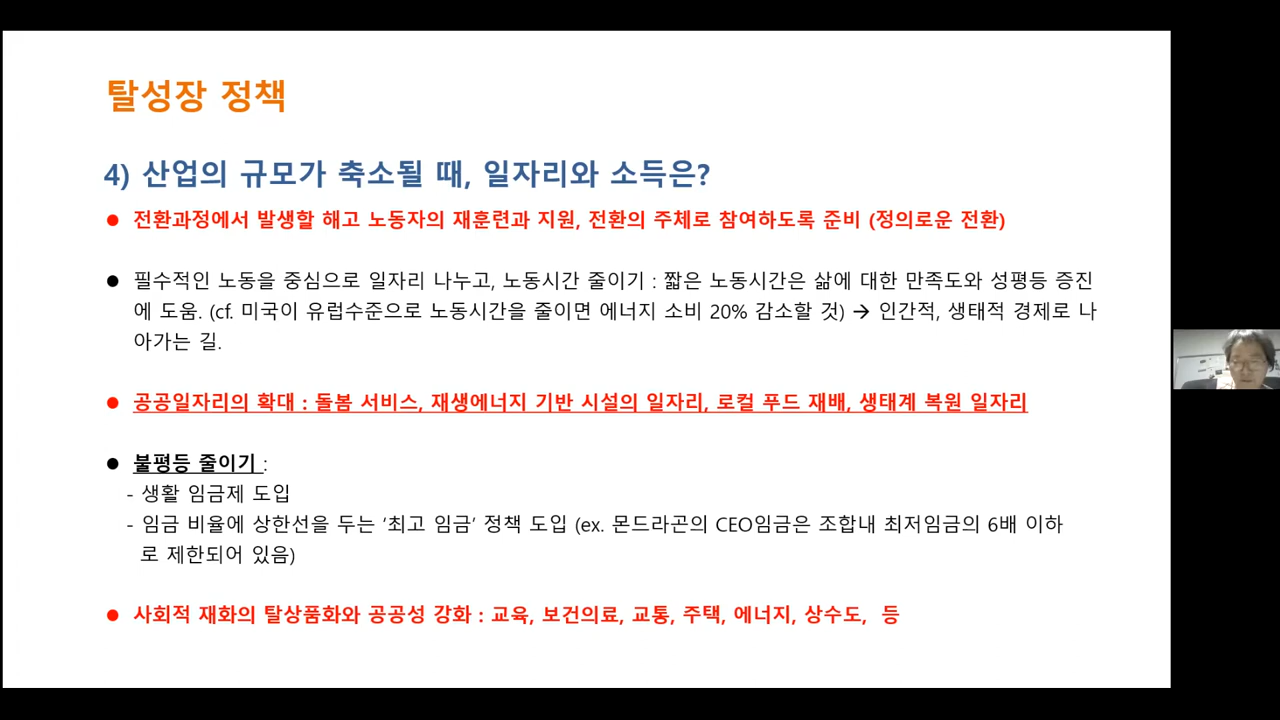 탈성장 정책
4) 산업의 규모가 축소될 때, 일자리와 소득은?
● 전환과정에서 발생할 해고 노동자의 재훈련과 지원, 전환의 주체로 참여하도록 준비 (정의로운 전환)
● 필수적인 노동을 중심으로 일자리 나누고, 노동시간 줄이기 : 짧은 노동시간은 삶에 대한 만족도와 성평등 증진
에 도움. (cf. 미국이 유럽수준으로 노동시간을 줄이면 에너지 소비 20% 감소할 것) → 인간적, 생태적 경제로 나
아가는 길.
● 공공일자리의 확대 : 돌봄 서비스, 재생에너지 기반 시설의 일자리, 로컬 푸드 재배, 생태계 복원 일자리
● 불평등 줄이기 :
- 생활 임금제 도입
- 임금 비율에 상한선을 두는 ‘최고 임금’ 정책 도입 (ex. 몬드라곤의 CEO임금은 조합내 최저임금의 6배 이하
로 제한되어 있음)
● 사회적 재화의 탈상품화와 공공성 강화 : 교육, 보건의료, 교통, 주택, 에너지, 상수도, 등